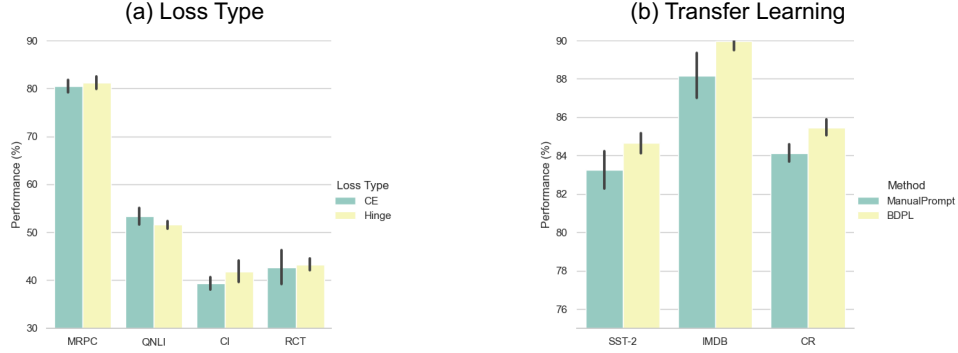 (a) Loss Type
90
80
70
60
50
40
30
Performance (%)
MRPC
QNLI
CI
RCT
Loss Type
CE
Hinge
(b) Transfer Learning
90
88
86
84
82
80
78
76
Performance (%)
SST-2
IMDB
CR
Method
ManualPrompt
BDPL